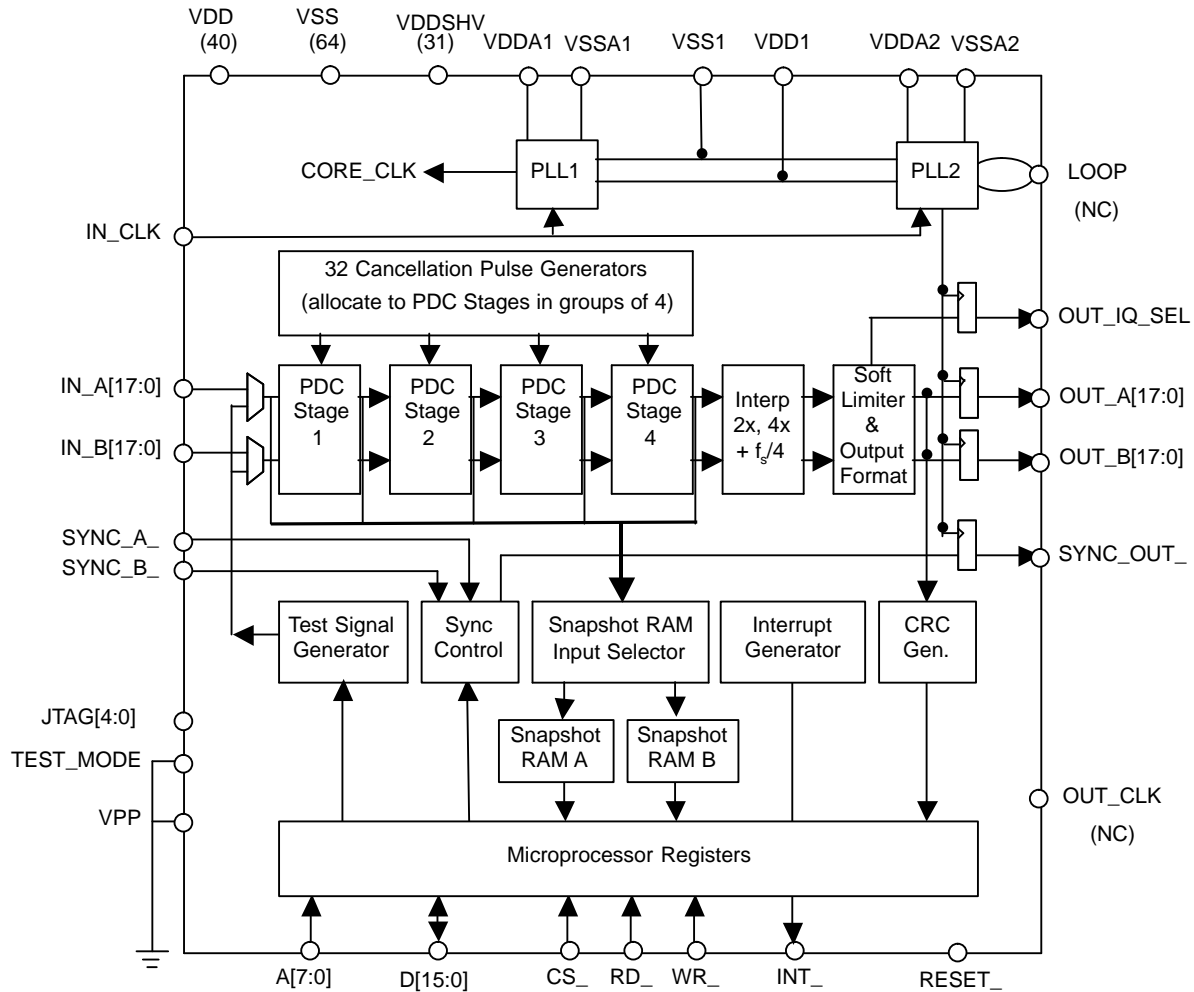 VDD
(40)
VSS
(64)
VDDSHV
(31)
VDDA1
VSSA1
VSS1
VDD1
VDDA2
VSSA2
CORE_CLK
PLL1
PLL2
LOOP
(NC)
IN_CLK
32 Cancellation Pulse Generators
(allocate to PDC Stages in groups of 4)
OUT_IQ_SEL
IN_A[17:0]
IN_B[17:0]
PDC
Stage
1
PDC
Stage
2
PDC
Stage
3
PDC
Stage
4
Interp
2x, 4x
+ fs/4
Soft
Limiter
&
Output
Format
OUT_A[17:0]
OUT_B[17:0]
SYNC_A_
SYNC_B_
SYNC_OUT_
Test Signal
Generator
Sync
Control
Snapshot RAM
Input Selector
Interrupt
Generator
CRC
Gen.
JTAG[4:0]
TEST_MODE
VPP
Snapshot
RAM A
Snapshot
RAM B
OUT_CLK
(NC)
Microprocessor Registers
A[7:0]
D[15:0]
CS_
RD_
WR_
INT_
RESET_